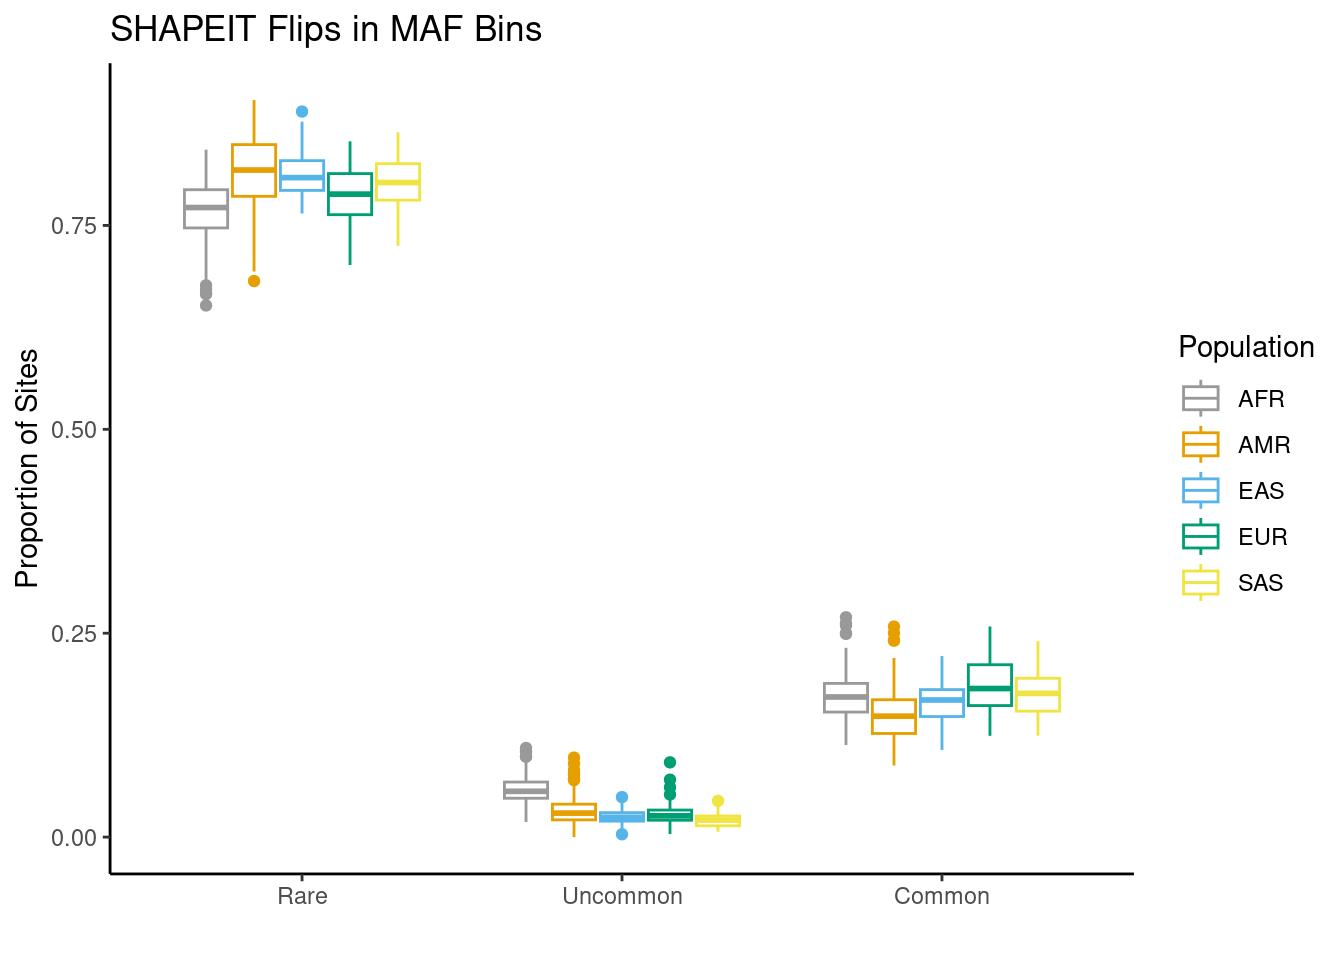 SHAPEIT Flips in MAF Bins
Proportion of Sites
0.75
0.50
0.25
0.00
Rare
Uncommon
Common
Population
AFR
AMR
EAS
EUR
SAS